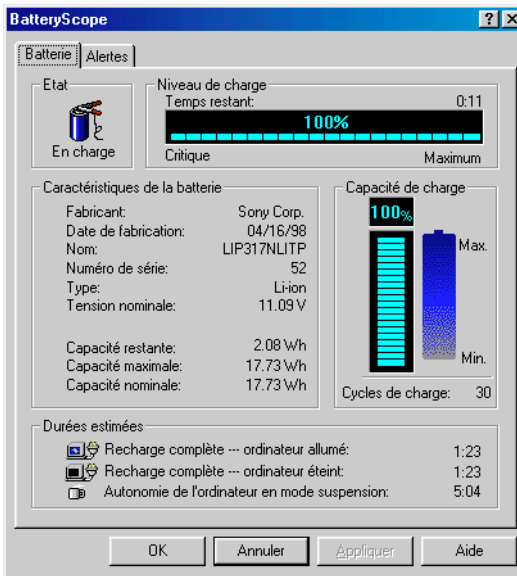 BatteryScope
Batterie
Alertes
Etat
En charge
Niveau de charge
Temps restant: 0:11
100%
Critique Maximum
Caractéristiques de la batterie
Fabricant: Sony Corp.
Date de fabrication: 04/16/98
Nom: LIP317NLITP
Numéro de série: 52
Type: Li-ion
Tension nominale: 11.09 V
Capacité restante: 2.08 Wh
Capacité maximale: 17.73 Wh
Capacité nominale: 17.73 Wh
Capacité de charge
100%
Max.
Min.
Cycles de charge: 30
Durées estimées
Recharge complète --- ordinateur allumé: 1:23
Recharge complète --- ordinateur éteint: 1:23
Autonomie de l'ordinateur en mode suspension: 5:04
OK
Annuler
Appliquer
Aide